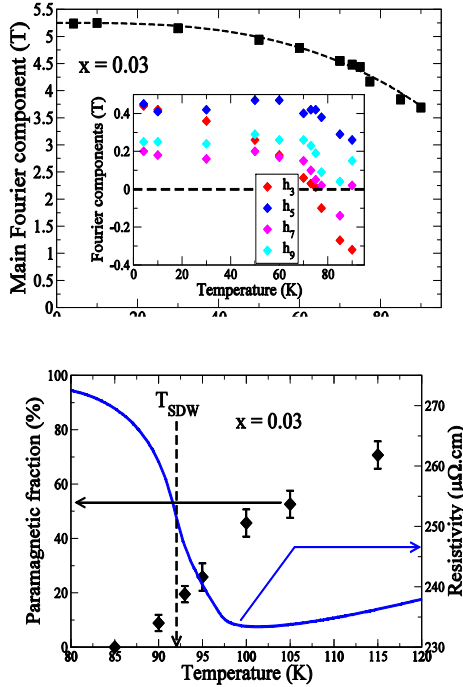 5.5
5
4.5
4
3.5
3
2.5
2
1.5
1
0.5
0
Main Fourier component (T)
x = 0.03
0.4
0.2
0
-0.2
-0.4
Fourier components (T)
h3
h5
h7
h9
0 20 40 60 80
Temperature (K)
0 20 40 60 80
100
80
60
40
20
0
Paramagnetic fraction (%)
TSDW
x = 0.03
270
260
250
240
230
Resistivity (μΩ.cm)
80 85 90 95 100 105 110 115 120
Temperature (K)